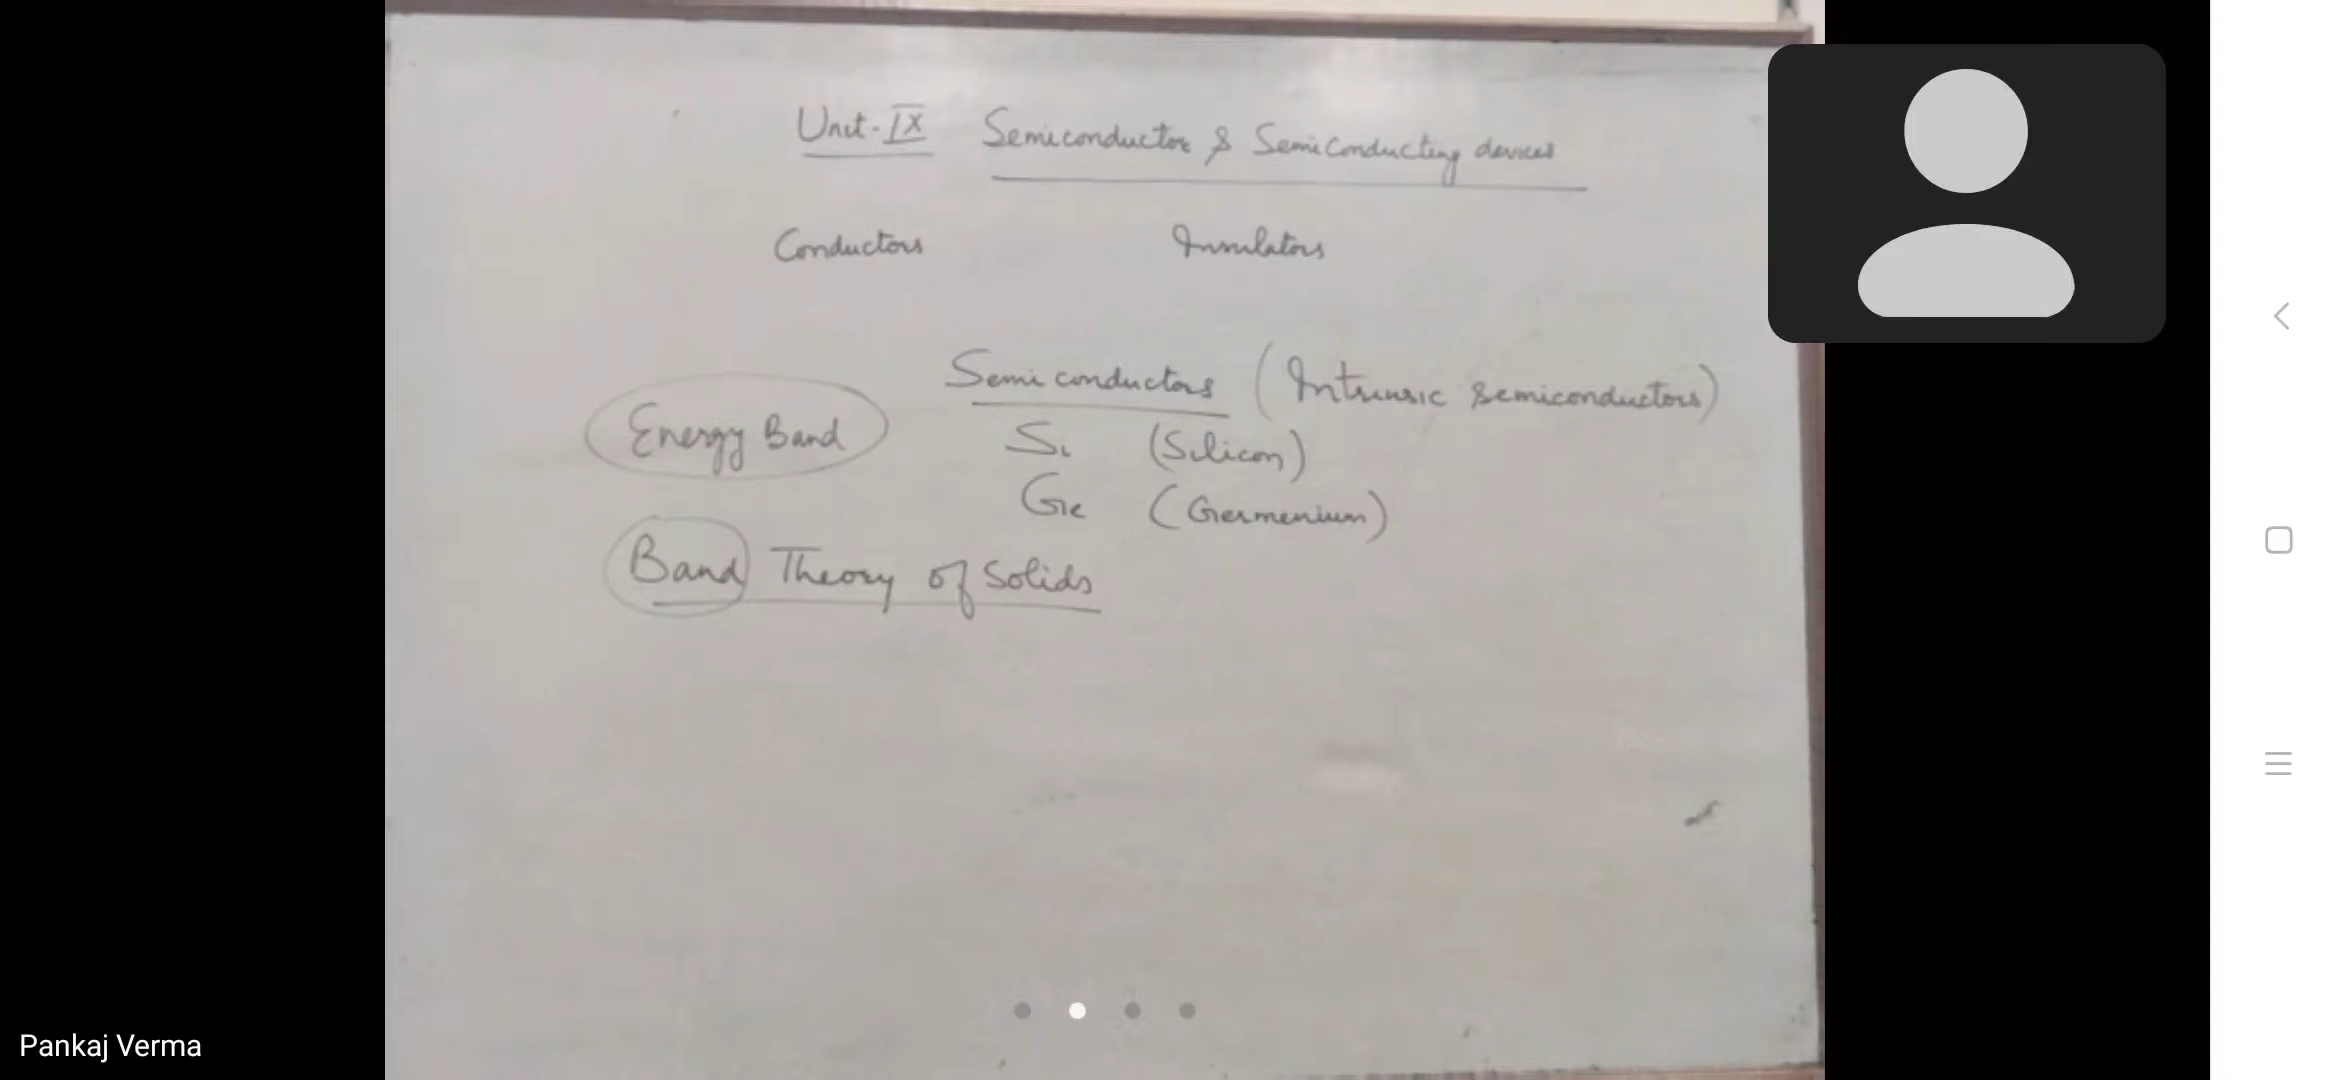 Unit-IX Semiconductor & Semiconducting devices
Conductors Insulators
Semiconductors (Intrinsic semiconductors)
Energy Band
Si (Silicon)
Ge (Germenium)
Band Theory of Solids
Pankaj Verma